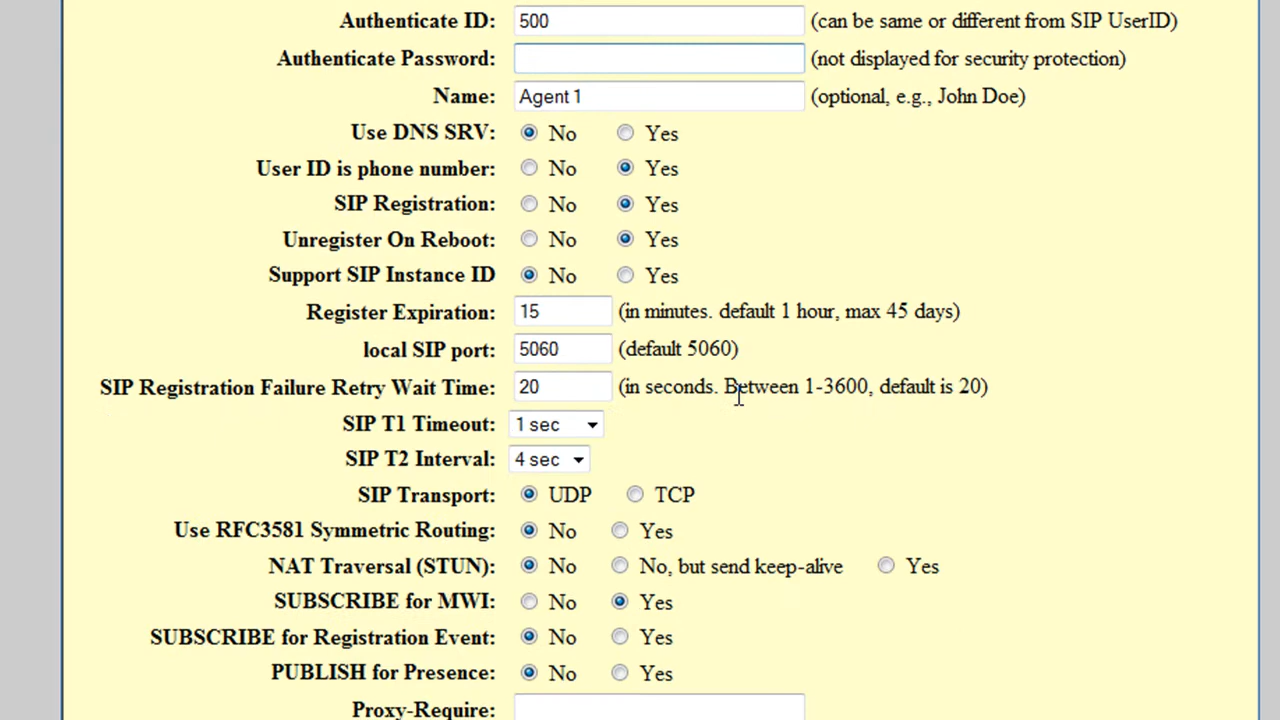 Authenticate ID: 500 (can be same or different from SIP UserID)
Authenticate Password: (not displayed for security protection)
Name: Agent 1 (optional, e.g., John Doe)
Use DNS SRV: No Yes
User ID is phone number: No Yes
SIP Registration: No Yes
Unregister On Reboot: No Yes
Support SIP Instance ID No Yes
Register Expiration: 15 (in minutes. default 1 hour, max 45 days)
local SIP port: 5060 (default 5060)
SIP Registration Failure Retry Wait Time: 20 (in seconds. Between 1-3600, default is 20)
SIP T1 Timeout: 1 sec
SIP T2 Interval: 4 sec
SIP Transport: UDP TCP
Use RFC3581 Symmetric Routing: No Yes
NAT Traversal (STUN): No No, but send keep-alive Yes
SUBSCRIBE for MWI: No Yes
SUBSCRIBE for Registration Event: No Yes
PUBLISH for Presence: No Yes
Proxy-Require: